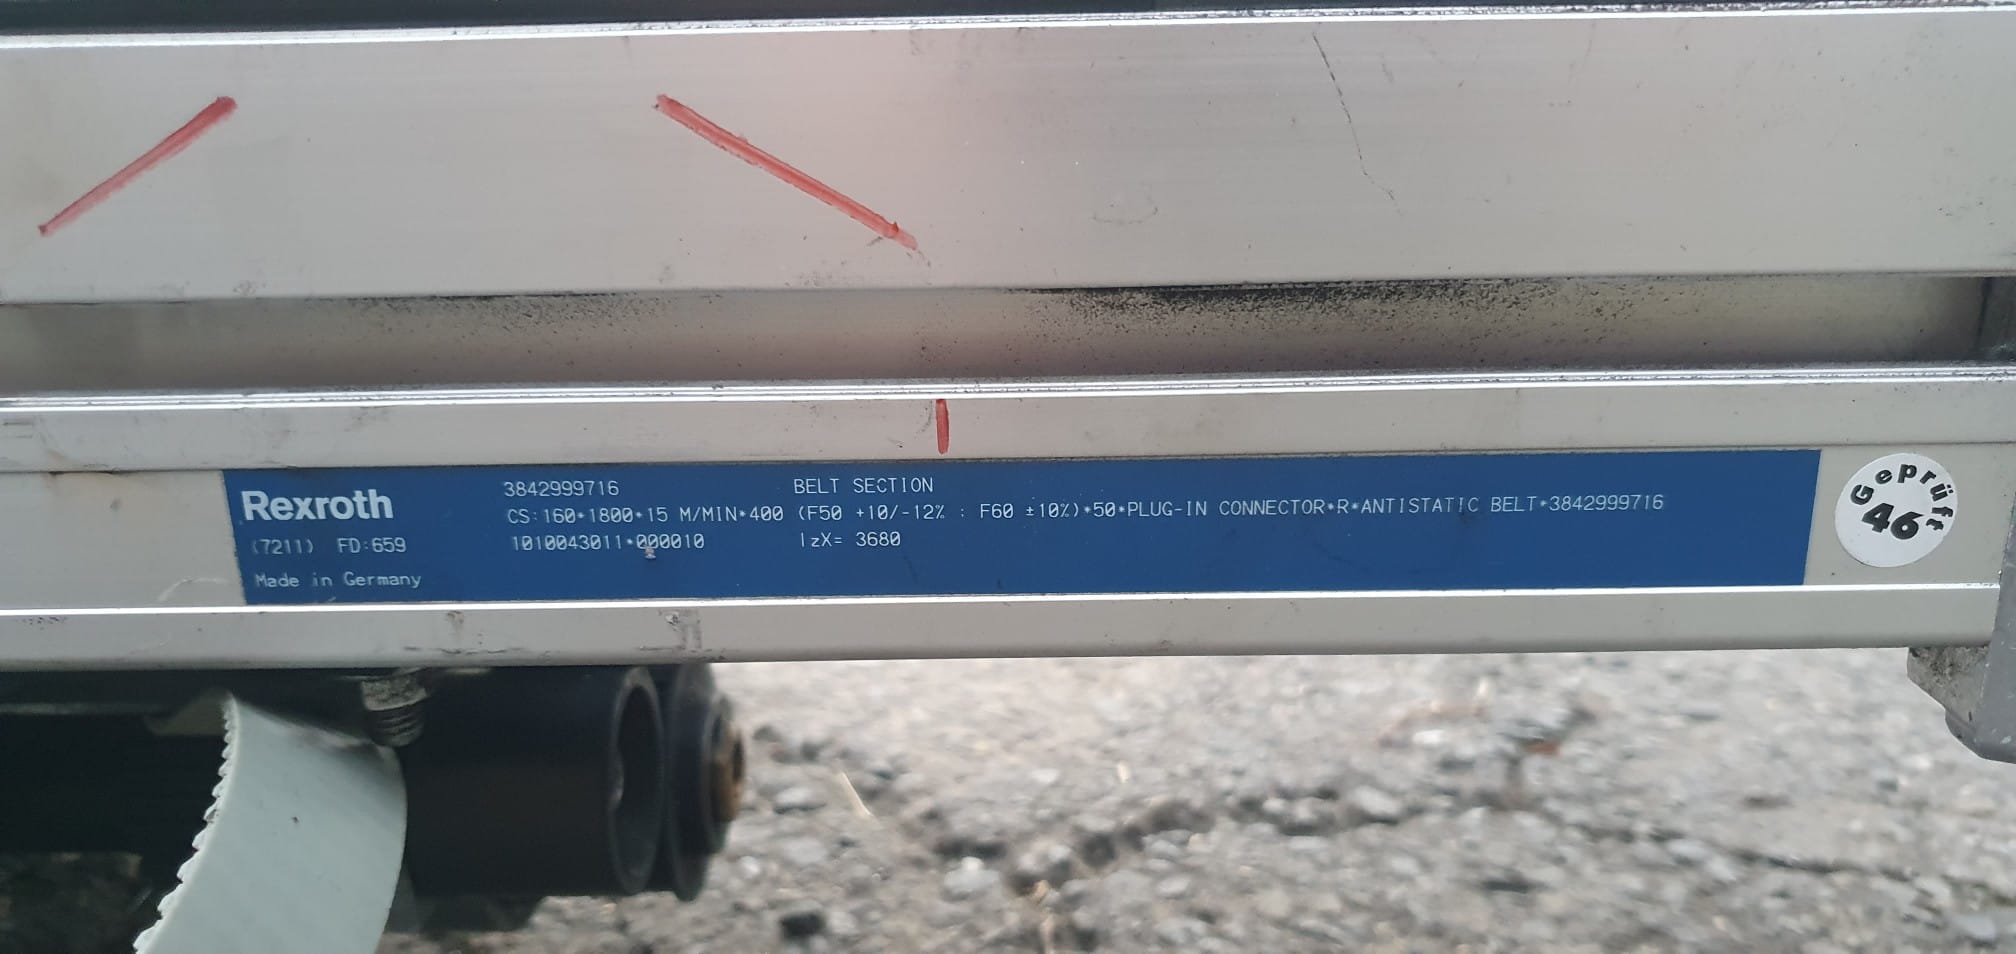 Rexroth
(7211) FD:659
Made in Germany
3842999716 BELT SECTION
CS:160*1800*15 M/MIN*400 (F50 +10/-12% : F60 ±10%)*50*PLUG-IN CONNECTOR*R*ANTISTATIC BELT*3842999716
1010043011*000010 lzX= 3680
Geprüft
46